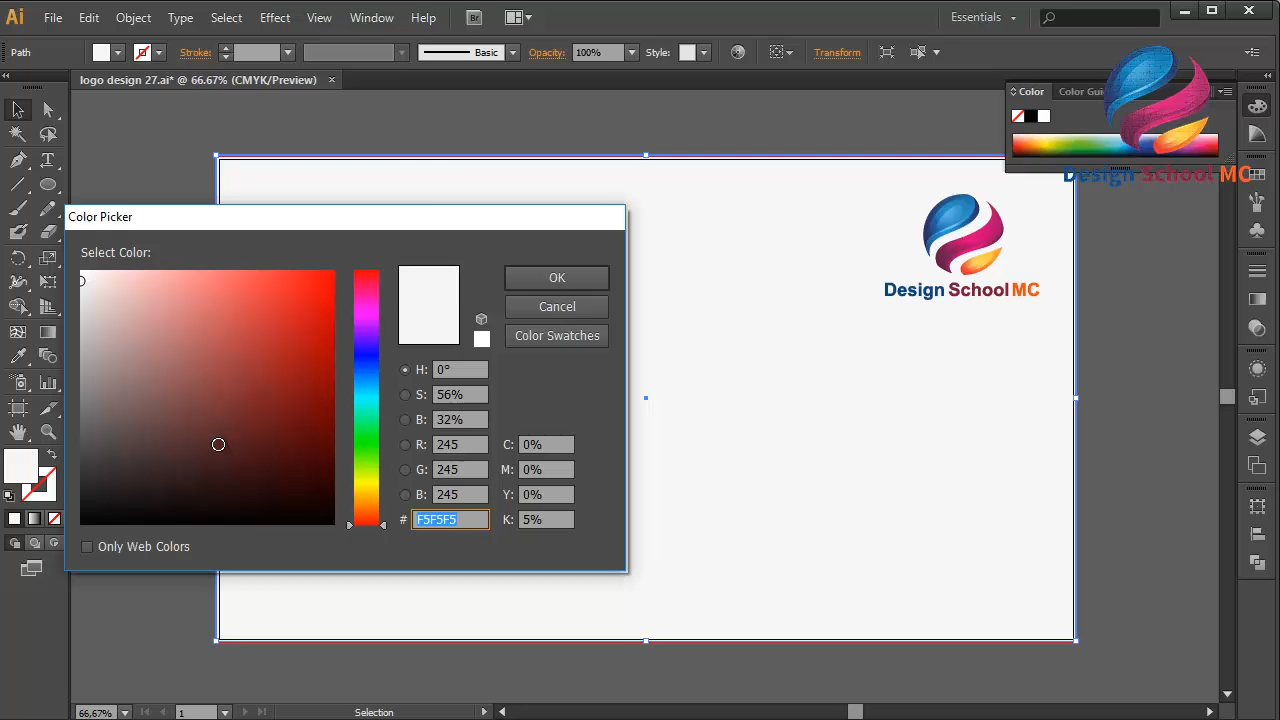 Ai File Edit Object Type Select Effect View Window Help Br Essentials
Path Stroke: Basic Opacity: 100% Style: Transform
logo design 27.ai* @ 66.67% (CMYK/Preview) ×
Color Color Gui
Design School MC
Design School MC
Color Picker
Select Color:
OK
Cancel
Color Swatches
H: 0°
S: 56%
B: 32%
R: 245 C: 0%
G: 245 M: 0%
B: 245 Y: 0%
# F5F5F5 K: 5%
Only Web Colors
66,67% 1 Selection